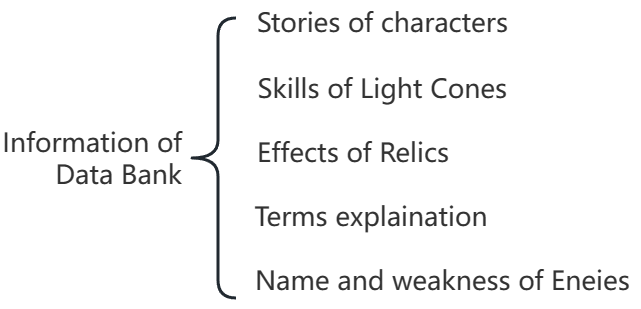 Information of
Data Bank
Stories of characters
Skills of Light Cones
Effects of Relics
Terms explaination
Name and weakness of Eneies